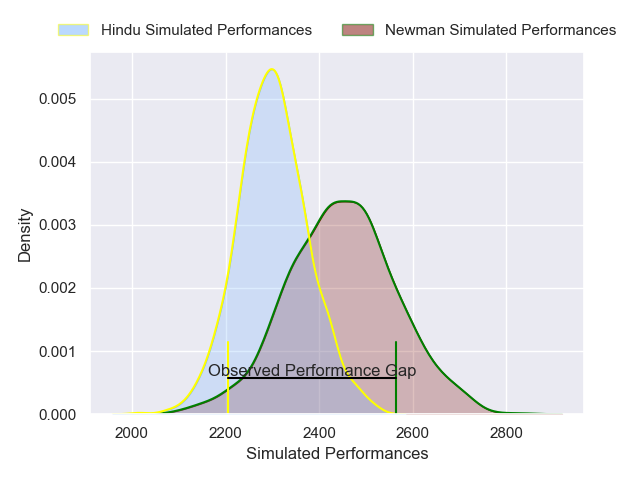 Hindu Simulated Performances
Newman Simulated Performances
0.005
0.004
0.003
0.002
0.001
0.000
Density
Observed Performance Gap
2000
2200
2400
2600
2800
Simulated Performances